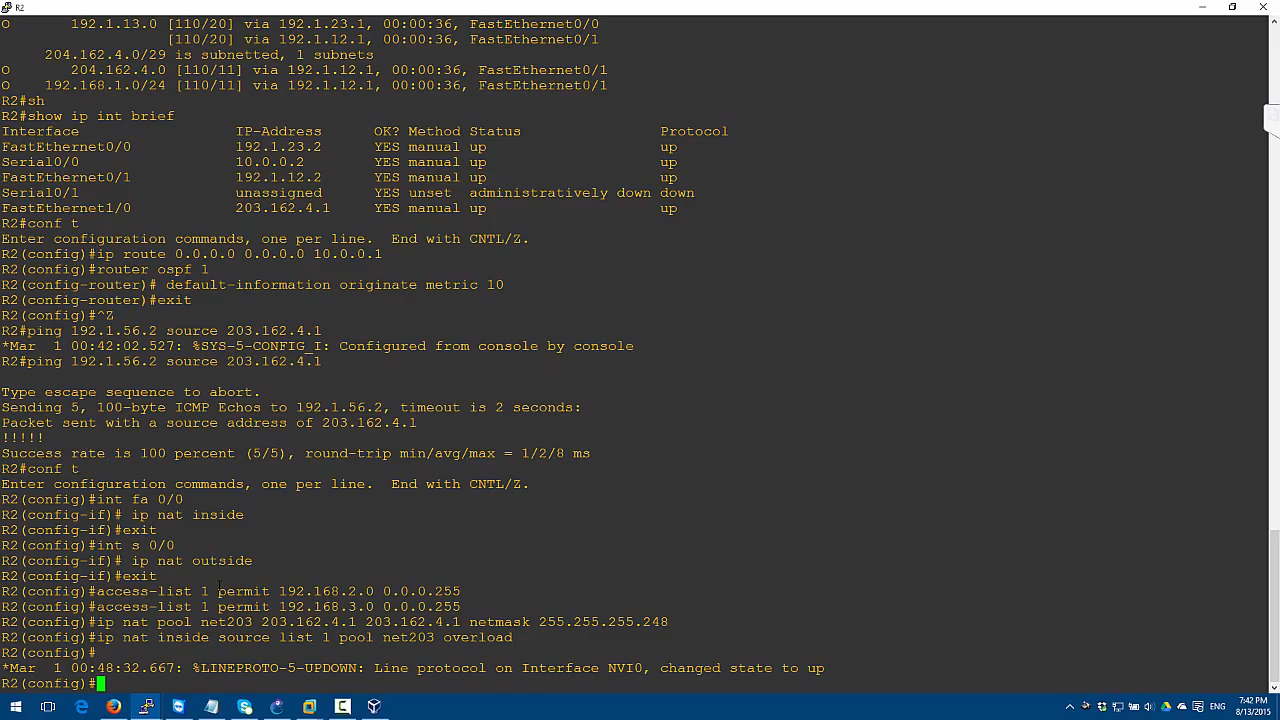 R2
O       192.1.13.0 [110/20] via 192.1.23.1, 00:00:36, FastEthernet0/0
                   [110/20] via 192.1.12.1, 00:00:36, FastEthernet0/1
     204.162.4.0/29 is subnetted, 1 subnets
O       204.162.4.0 [110/11] via 192.1.12.1, 00:00:36, FastEthernet0/1
O    192.168.1.0/24 [110/11] via 192.1.12.1, 00:00:36, FastEthernet0/1
R2#sh
R2#show ip int brief
Interface                  IP-Address      OK? Method Status                Protocol
FastEthernet0/0            192.1.23.2      YES manual up                    up
Serial0/0                  10.0.0.2        YES manual up                    up
FastEthernet0/1            192.1.12.2      YES manual up                    up
Serial0/1                  unassigned      YES unset  administratively down down
FastEthernet1/0            203.162.4.1     YES manual up                    up
R2#conf t
Enter configuration commands, one per line.  End with CNTL/Z.
R2(config)#ip route 0.0.0.0 0.0.0.0 10.0.0.1
R2(config)#router ospf 1
R2(config-router)# default-information originate metric 10
R2(config-router)#exit
R2(config)#^Z
R2#ping 192.1.56.2 source 203.162.4.1
*Mar  1 00:42:02.527: %SYS-5-CONFIG_I: Configured from console by console
R2#ping 192.1.56.2 source 203.162.4.1
Type escape sequence to abort.
Sending 5, 100-byte ICMP Echos to 192.1.56.2, timeout is 2 seconds:
Packet sent with a source address of 203.162.4.1
!!!!!
Success rate is 100 percent (5/5), round-trip min/avg/max = 1/2/8 ms
R2#conf t
Enter configuration commands, one per line.  End with CNTL/Z.
R2(config)#int fa 0/0
R2(config-if)# ip nat inside
R2(config-if)#exit
R2(config)#int s 0/0
R2(config-if)# ip nat outside
R2(config-if)#exit
R2(config)#access-list 1 permit 192.168.2.0 0.0.0.255
R2(config)#access-list 1 permit 192.168.3.0 0.0.0.255
R2(config)#ip nat pool net203 203.162.4.1 203.162.4.1 netmask 255.255.255.248
R2(config)#ip nat inside source list 1 pool net203 overload
R2(config)#
*Mar  1 00:48:32.667: %LINEPROTO-5-UPDOWN: Line protocol on Interface NVI0, changed state to up
R2(config)#
ENG
7:42 PM
8/13/2015